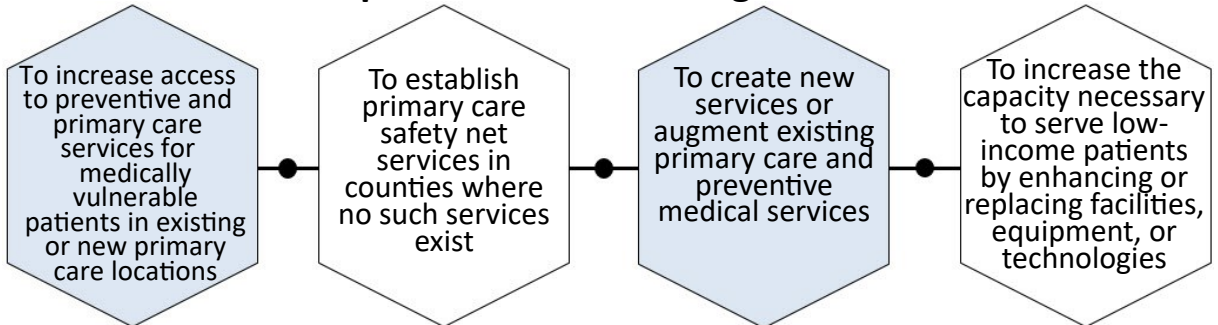 To increase access
to preventive and
primary care
services for
medically
vulnerable
patients in existing
or new primary
care locations
To establish
primary care
safety net
services in
counties where
no such services
exist
To create new
services or
augment existing
primary care and
preventive
medical services
To increase the
capacity necessary
to serve low-
income patients
by enhancing or
replacing facilities,
equipment, or
technologies